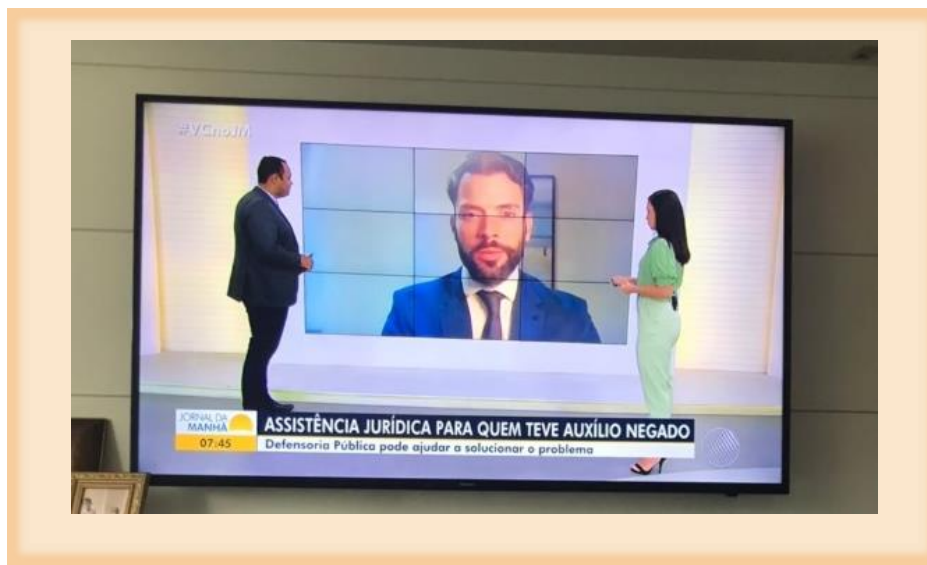 #VCnoJM
JORNAL DA
MANHÃ
07:45
ASSISTÊNCIA JURÍDICA PARA QUEM TEVE AUXÍLIO NEGADO
Defensoria Pública pode ajudar a solucionar o problema